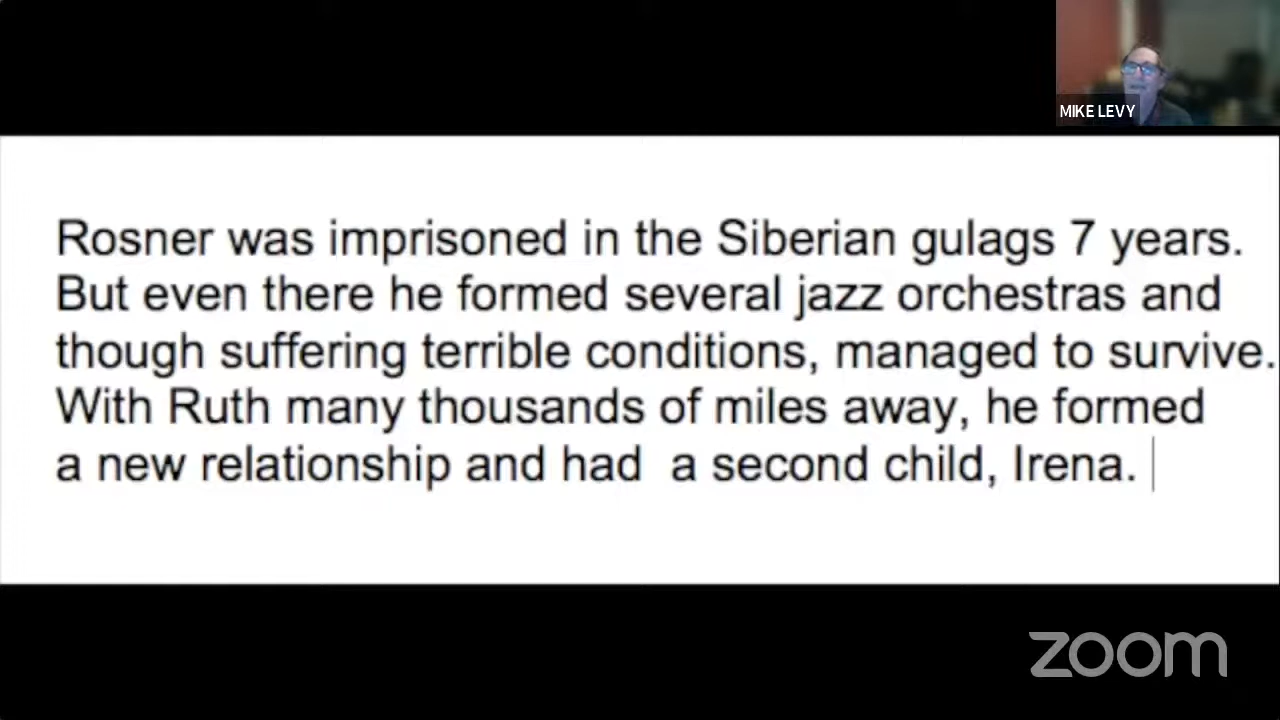 MIKE LEVY
Rosner was imprisoned in the Siberian gulags 7 years.
But even there he formed several jazz orchestras and
though suffering terrible conditions, managed to survive.
With Ruth many thousands of miles away, he formed
a new relationship and had  a second child, Irena.
zoom